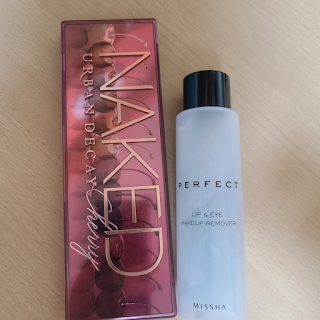 NAKED
URBAN DECAY
Cherry
PERFECT
LIP & EYE
MAKEUP REMOVER
MISSHA